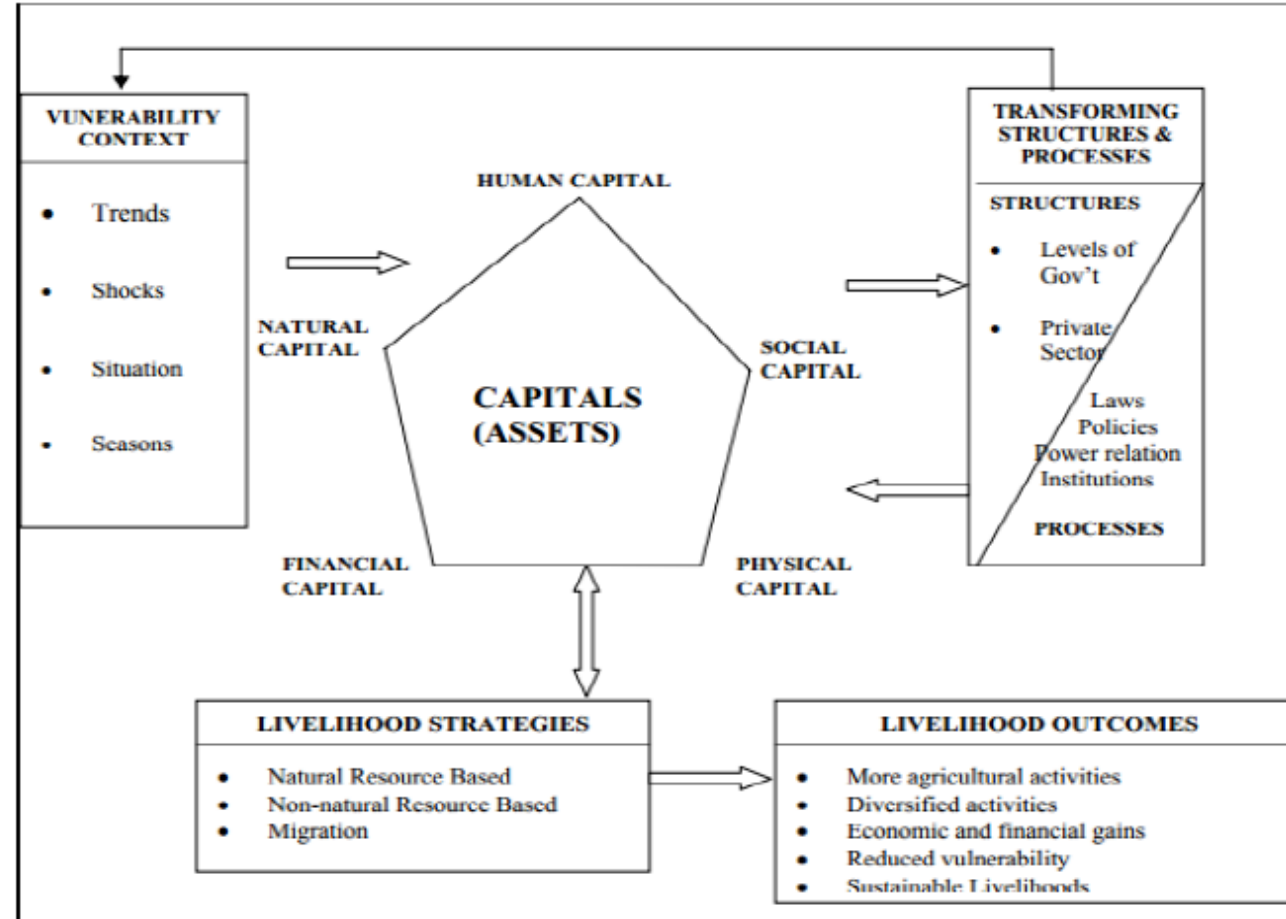 VUNERABILITY
CONTEXT
• Trends
• Shocks
• Situation
• Seasons
HUMAN CAPITAL
NATURAL
CAPITAL
SOCIAL
CAPITAL
CAPITALS
(ASSETS)
FINANCIAL
CAPITAL
PHYSICAL
CAPITAL
TRANSFORMING
STRUCTURES &
PROCESSES
STRUCTURES
• Levels of
Gov't
• Private
Sector
Laws
Policies
Power relation
Institutions
PROCESSES
LIVELIHOOD STRATEGIES
• Natural Resource Based
• Non-natural Resource Based
• Migration
LIVELIHOOD OUTCOMES
• More agricultural activities
• Diversified activities
• Economic and financial gains
• Reduced vulnerability
• Sustainable Livelihoods